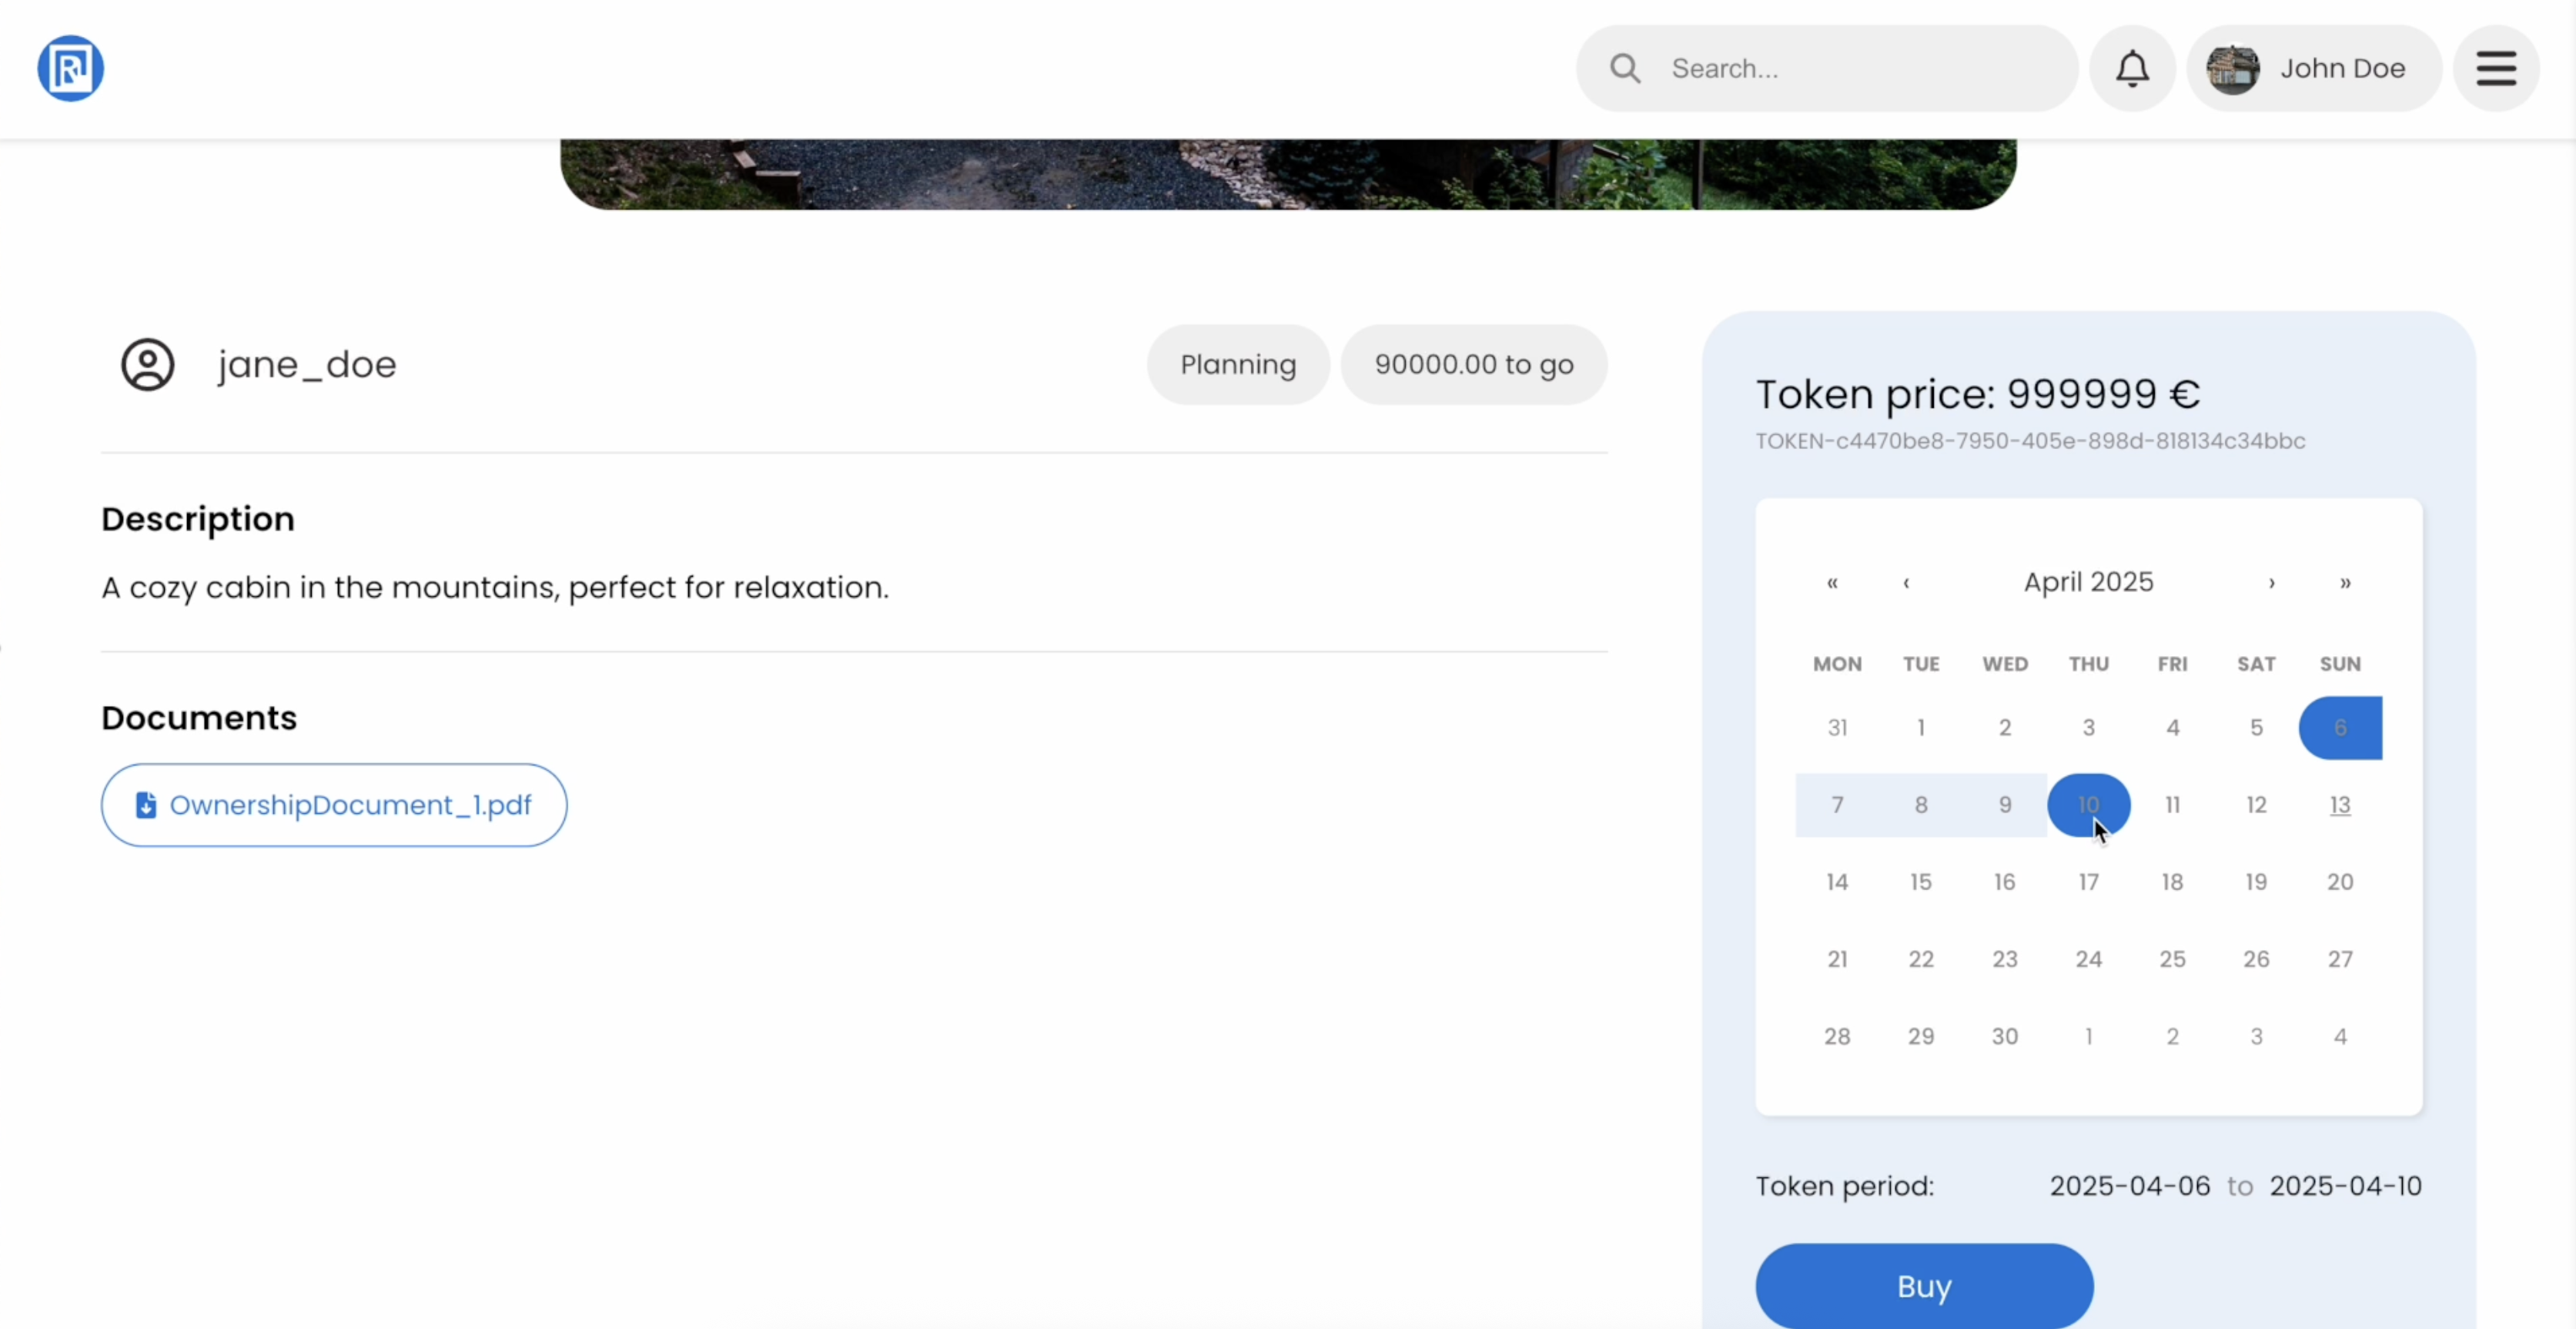 R
Search...
John Doe
jane_doe
Planning
90000.00 to go
Description
A cozy cabin in the mountains, perfect for relaxation.
Documents
OwnershipDocument_1.pdf
Token price: 999999 €
TOKEN-c4470be8-7950-405e-898d-818134c34bbc
« ‹ April 2025 › »
MON TUE WED THU FRI SAT SUN
31 1 2 3 4 5 6
7 8 9 10 11 12 13
14 15 16 17 18 19 20
21 22 23 24 25 26 27
28 29 30 1 2 3 4
Token period: 2025-04-06 to 2025-04-10
Buy